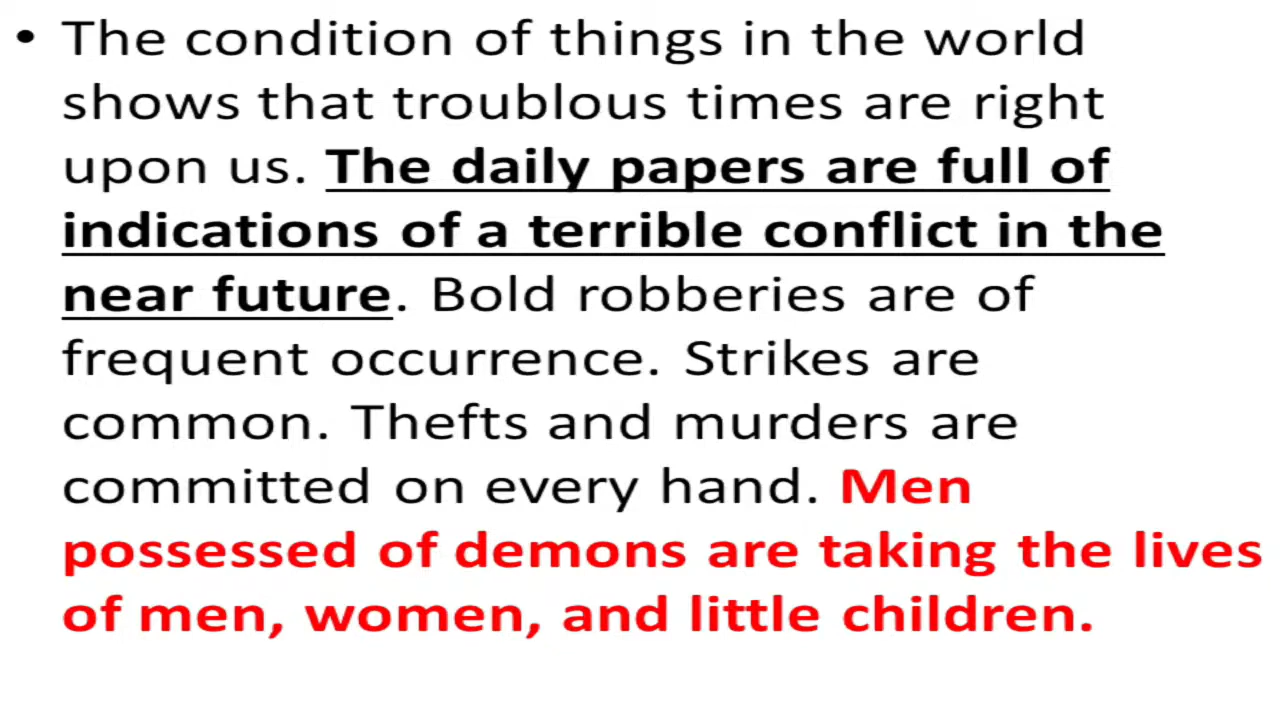 • The condition of things in the world
shows that troublous times are right
upon us. The daily papers are full of
indications of a terrible conflict in the
near future. Bold robberies are of
frequent occurrence. Strikes are
common. Thefts and murders are
committed on every hand. Men
possessed of demons are taking the lives
of men, women, and little children.